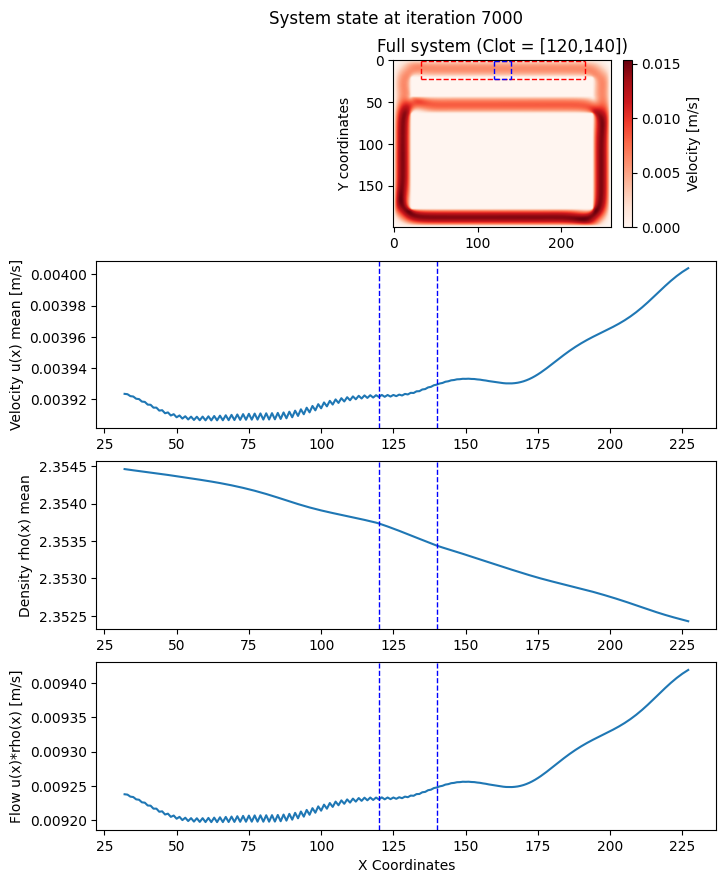 System state at iteration 7000
Full system (Clot = [120,140])
Y coordinates
0
50
100
150
0
100
200
0.015
0.010
0.005
0.000
Velocity [m/s]
Velocity u(x) mean [m/s]
0.00400
0.00398
0.00396
0.00394
0.00392
25 50 75 100 125 150 175 200 225
Density rho(x) mean
2.3545
2.3540
2.3535
2.3530
2.3525
25 50 75 100 125 150 175 200 225
Flow u(x)*rho(x) [m/s]
0.00940
0.00935
0.00930
0.00925
0.00920
25 50 75 100 125 150 175 200 225
X Coordinates